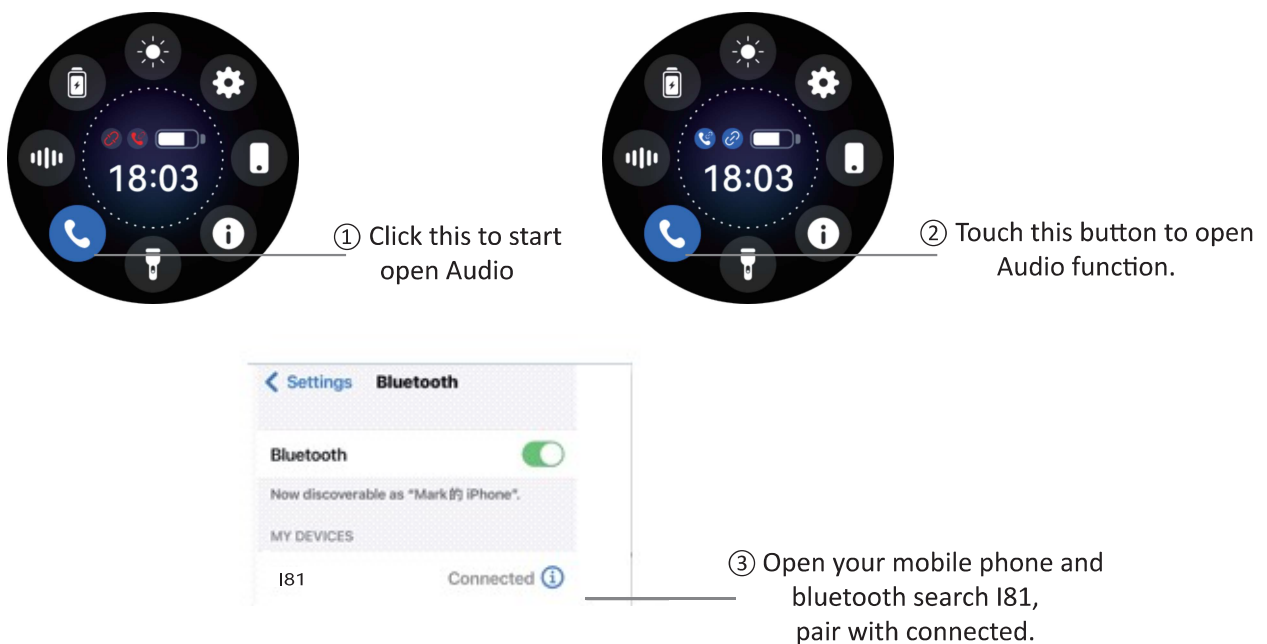 18:03
① Click this to start
open Audio
18:03
② Touch this button to open
Audio function.
Settings Bluetooth
Bluetooth
Now discoverable as "Mark的 iPhone".
MY DEVICES
I81 Connected
③ Open your mobile phone and
bluetooth search I81,
pair with connected.